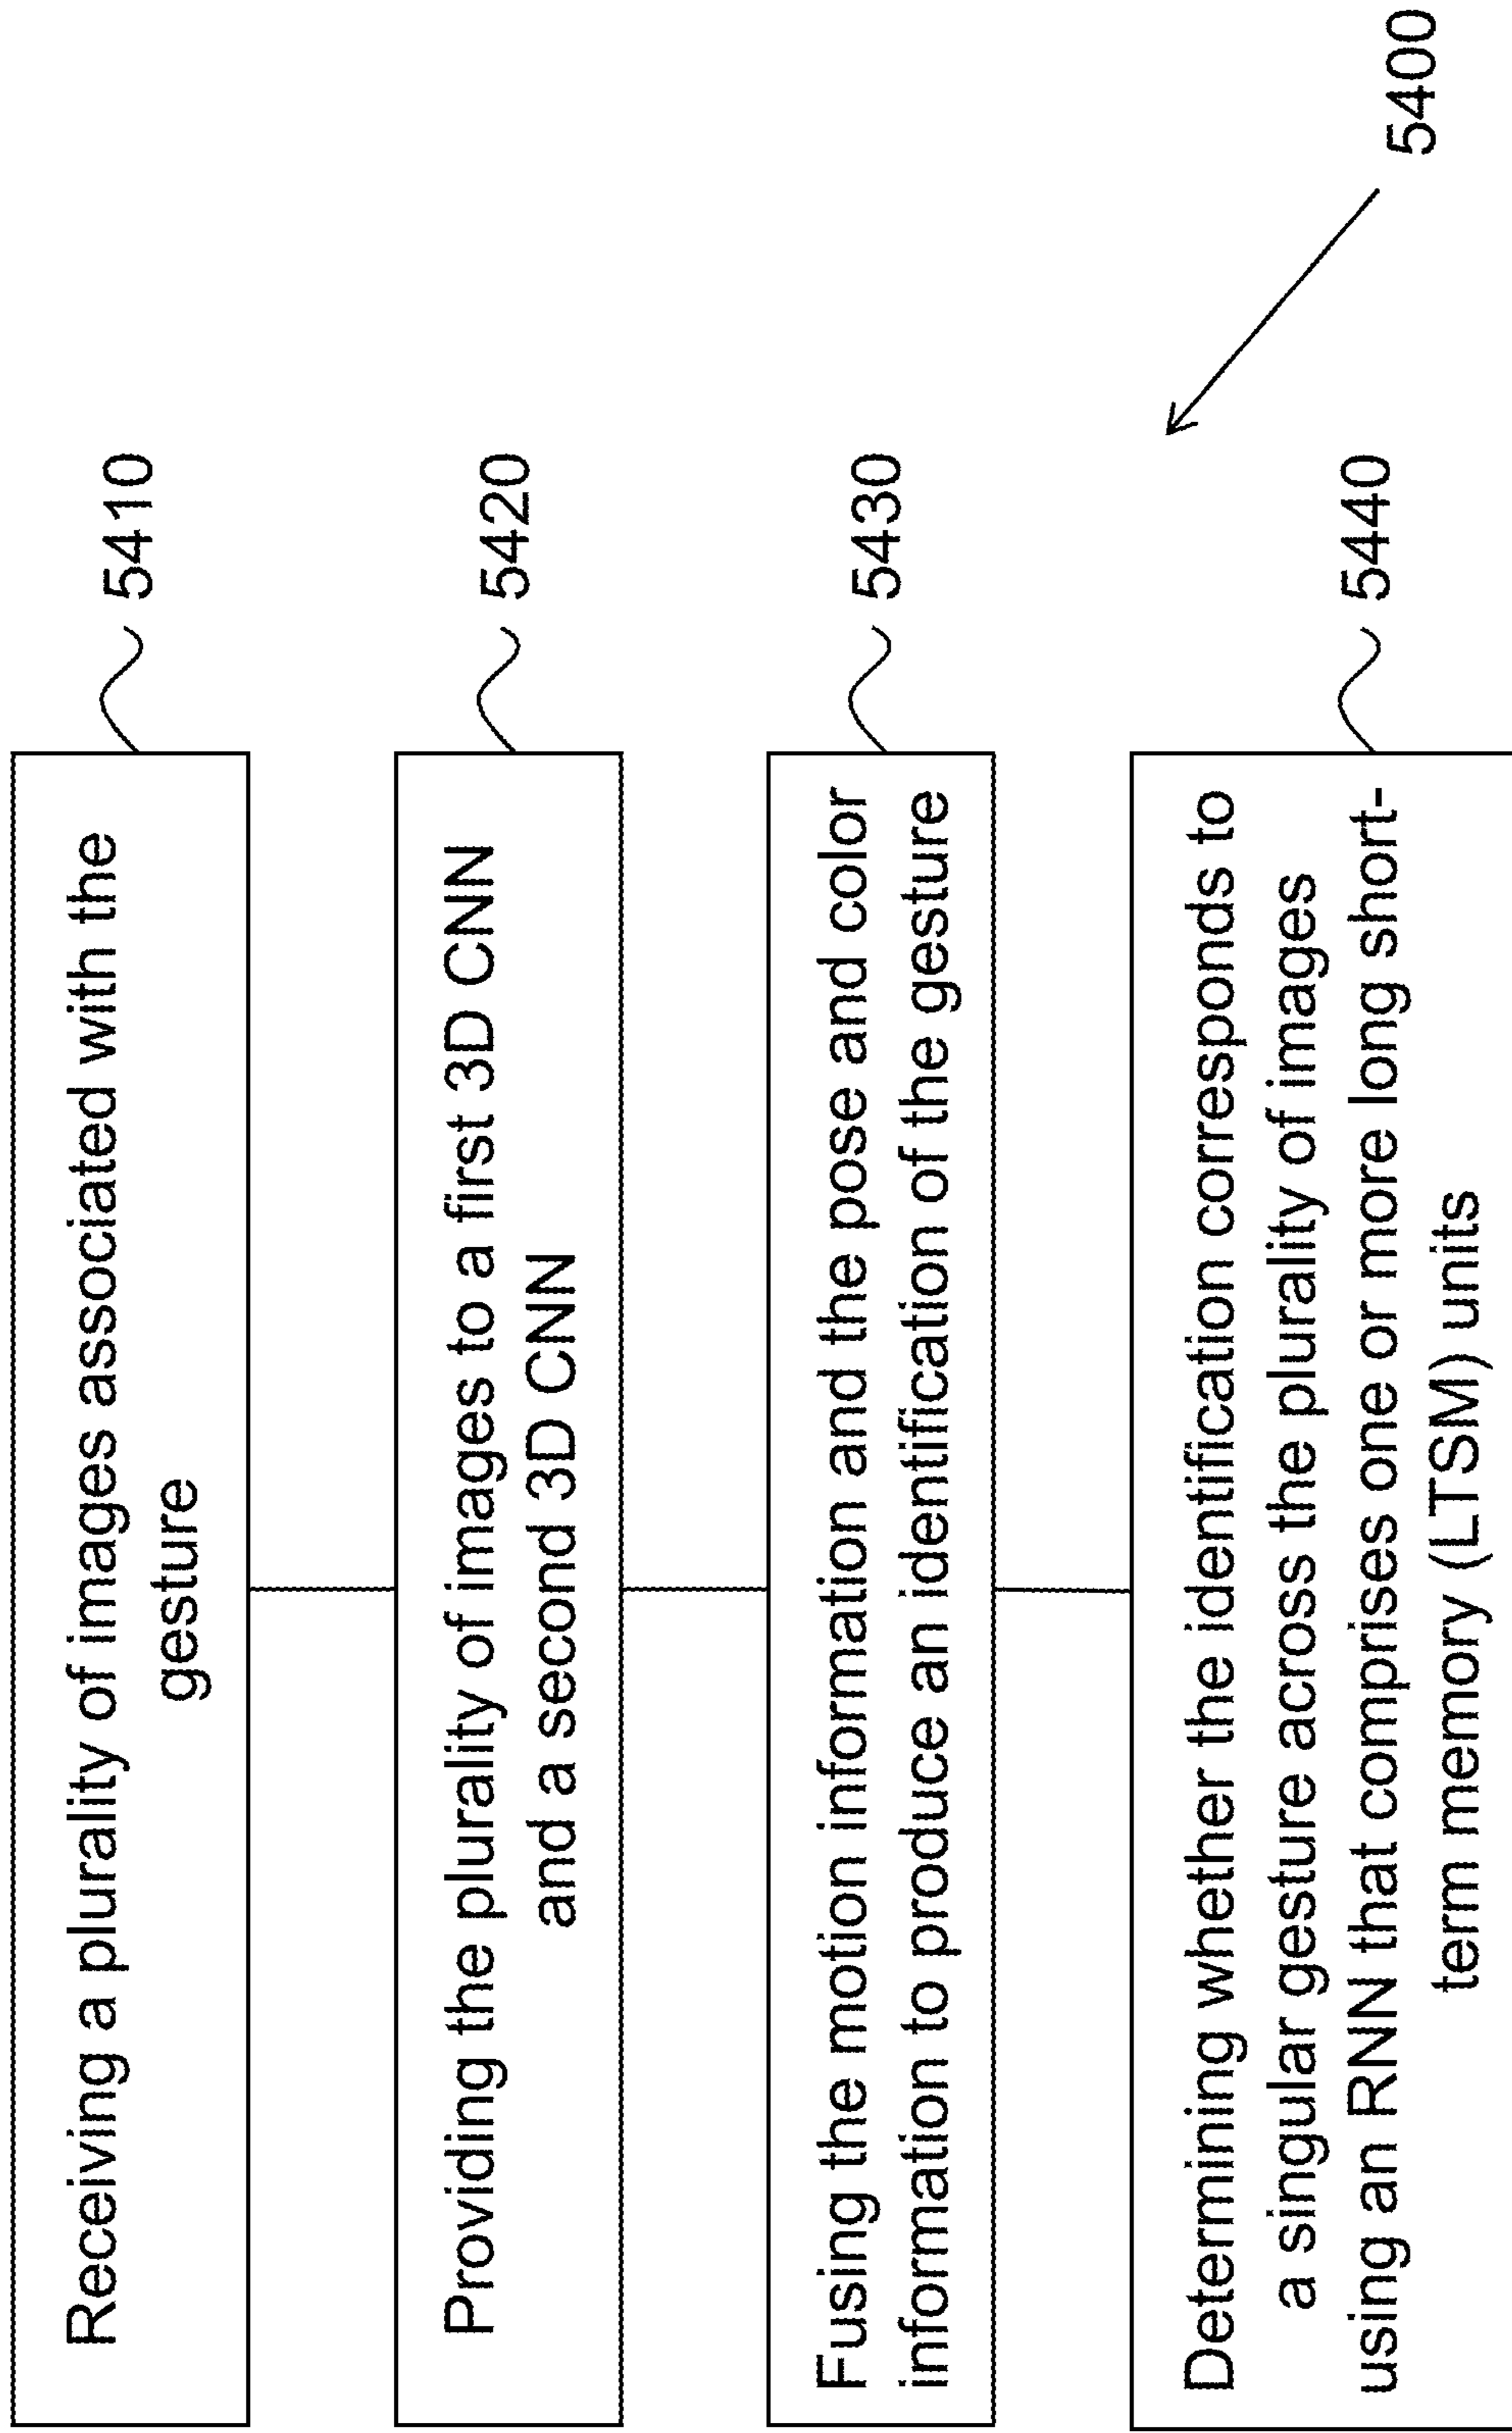 Receiving a plurality of images associated with the
gesture
5410
Providing the plurality of images to a first 3D CNN
and a second 3D CNN
5420
Fusing the motion information and the pose and color
information to produce an identification of the gesture
5430
Determining whether the identification corresponds to
a singular gesture across the plurality of images
using an RNN that comprises one or more long short-
term memory (LTSM) units
5440
5400